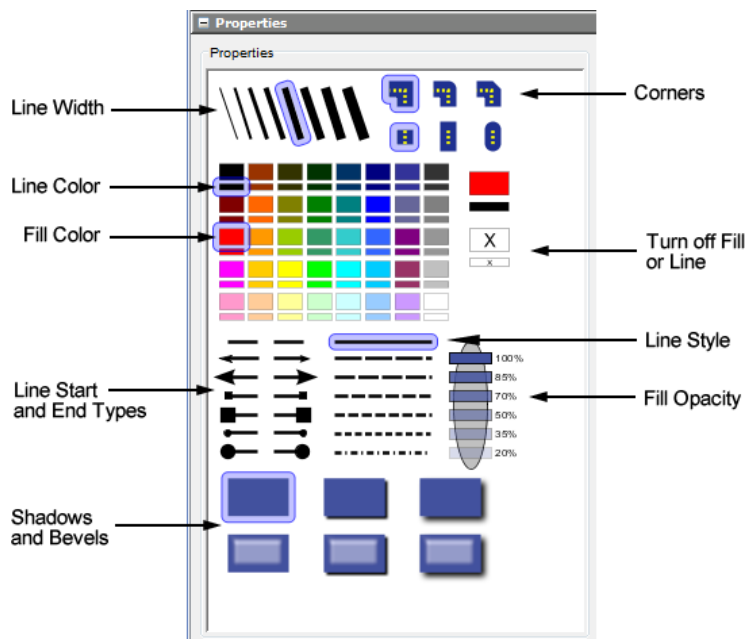 Properties
Properties
Line Width
Corners
Line Color
Fill Color
X
X
Turn off Fill
or Line
Line Style
100%
85%
70%
50%
35%
20%
Line Start
and End Types
Fill Opacity
Shadows
and Bevels